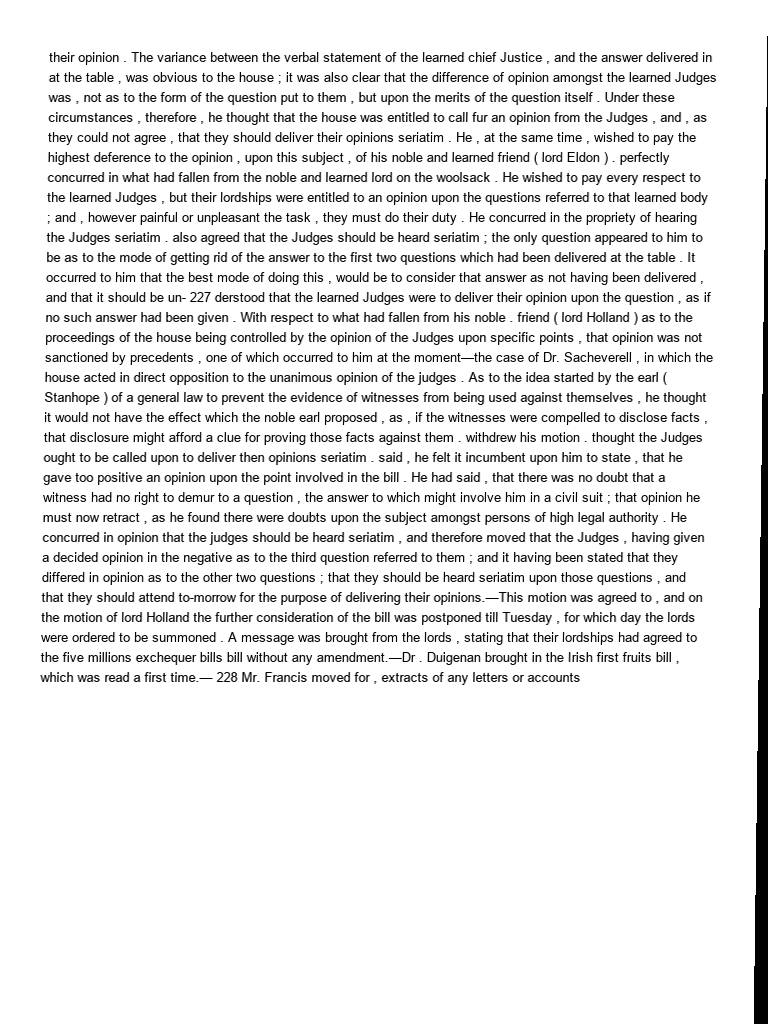 their opinion . The variance between the verbal statement of the learned chief Justice , and the answer delivered in
at the table , was obvious to the house ; it was also clear that the difference of opinion amongst the learned Judges
was , not as to the form of the question put to them , but upon the merits of the question itself . Under these
circumstances , therefore , he thought that the house was entitled to call fur an opinion from the Judges , and , as
they could not agree , that they should deliver their opinions seriatim . He , at the same time , wished to pay the
highest deference to the opinion , upon this subject , of his noble and learned friend ( lord Eldon ) . perfectly
concurred in what had fallen from the noble and learned lord on the woolsack . He wished to pay every respect to
the learned Judges , but their lordships were entitled to an opinion upon the questions referred to that learned body
; and , however painful or unpleasant the task , they must do their duty . He concurred in the propriety of hearing
the Judges seriatim . also agreed that the Judges should be heard seriatim ; the only question appeared to him to
be as to the mode of getting rid of the answer to the first two questions which had been delivered at the table . It
occurred to him that the best mode of doing this , would be to consider that answer as not having been delivered ,
and that it should be un- 227 derstood that the learned Judges were to deliver their opinion upon the question , as if
no such answer had been given . With respect to what had fallen from his noble . friend ( lord Holland ) as to the
proceedings of the house being controlled by the opinion of the Judges upon specific points , that opinion was not
sanctioned by precedents , one of which occurred to him at the moment—the case of Dr. Sacheverell , in which the
house acted in direct opposition to the unanimous opinion of the judges . As to the idea started by the earl (
Stanhope ) of a general law to prevent the evidence of witnesses from being used against themselves , he thought
it would not have the effect which the noble earl proposed , as , if the witnesses were compelled to disclose facts ,
that disclosure might afford a clue for proving those facts against them . withdrew his motion . thought the Judges
ought to be called upon to deliver then opinions seriatim . said , he felt it incumbent upon him to state , that he
gave too positive an opinion upon the point involved in the bill . He had said , that there was no doubt that a
witness had no right to demur to a question , the answer to which might involve him in a civil suit ; that opinion he
must now retract , as he found there were doubts upon the subject amongst persons of high legal authority . He
concurred in opinion that the judges should be heard seriatim , and therefore moved that the Judges , having given
a decided opinion in the negative as to the third question referred to them ; and it having been stated that they
differed in opinion as to the other two questions ; that they should be heard seriatim upon those questions , and
that they should attend to-morrow for the purpose of delivering their opinions.—This motion was agreed to , and on
the motion of lord Holland the further consideration of the bill was postponed till Tuesday , for which day the lords
were ordered to be summoned . A message was brought from the lords , stating that their lordships had agreed to
the five millions exchequer bills bill without any amendment.—Dr . Duigenan brought in the Irish first fruits bill ,
which was read a first time.— 228 Mr. Francis moved for , extracts of any letters or accounts